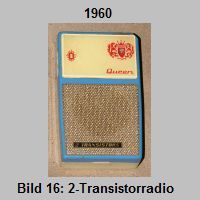 1960
Queen
2 TRANSISTORS
Bild 16: 2-Transistorradio